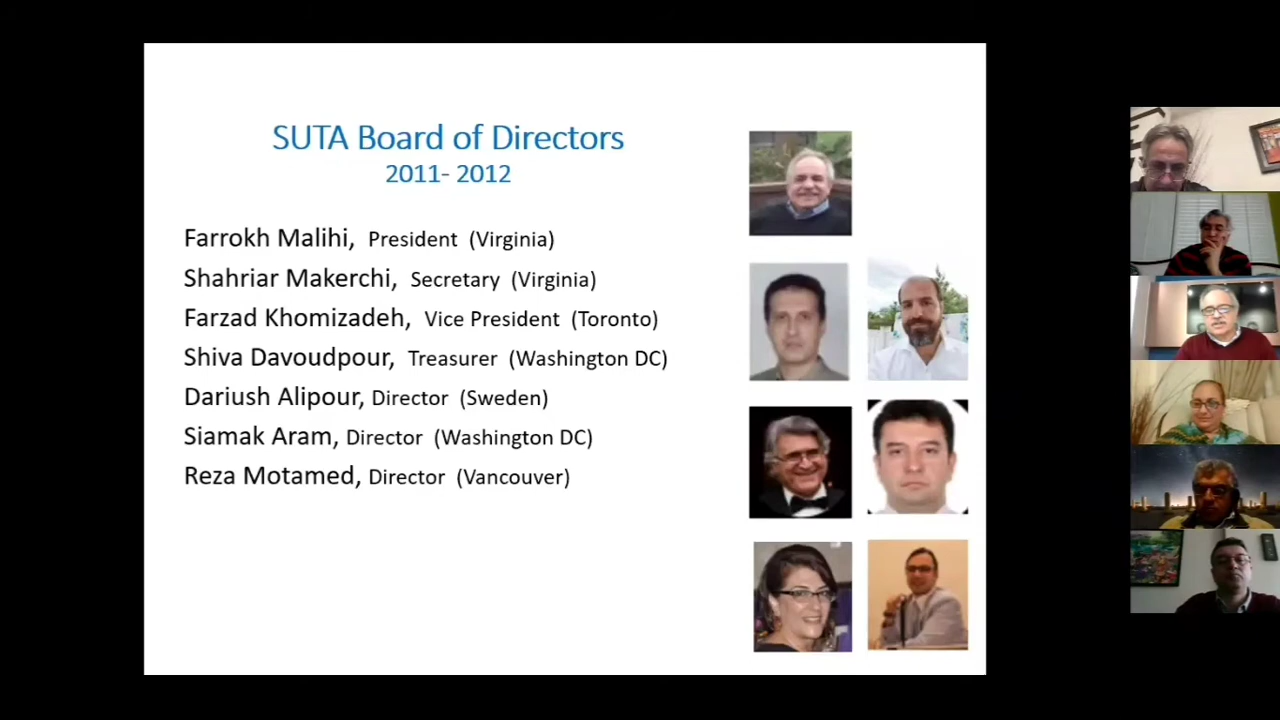 SUTA Board of Directors
2011- 2012
Farrokh Malihi, President (Virginia)
Shahriar Makerchi, Secretary (Virginia)
Farzad Khomizadeh, Vice President (Toronto)
Shiva Davoudpour, Treasurer (Washington DC)
Dariush Alipour, Director (Sweden)
Siamak Aram, Director (Washington DC)
Reza Motamed, Director (Vancouver)